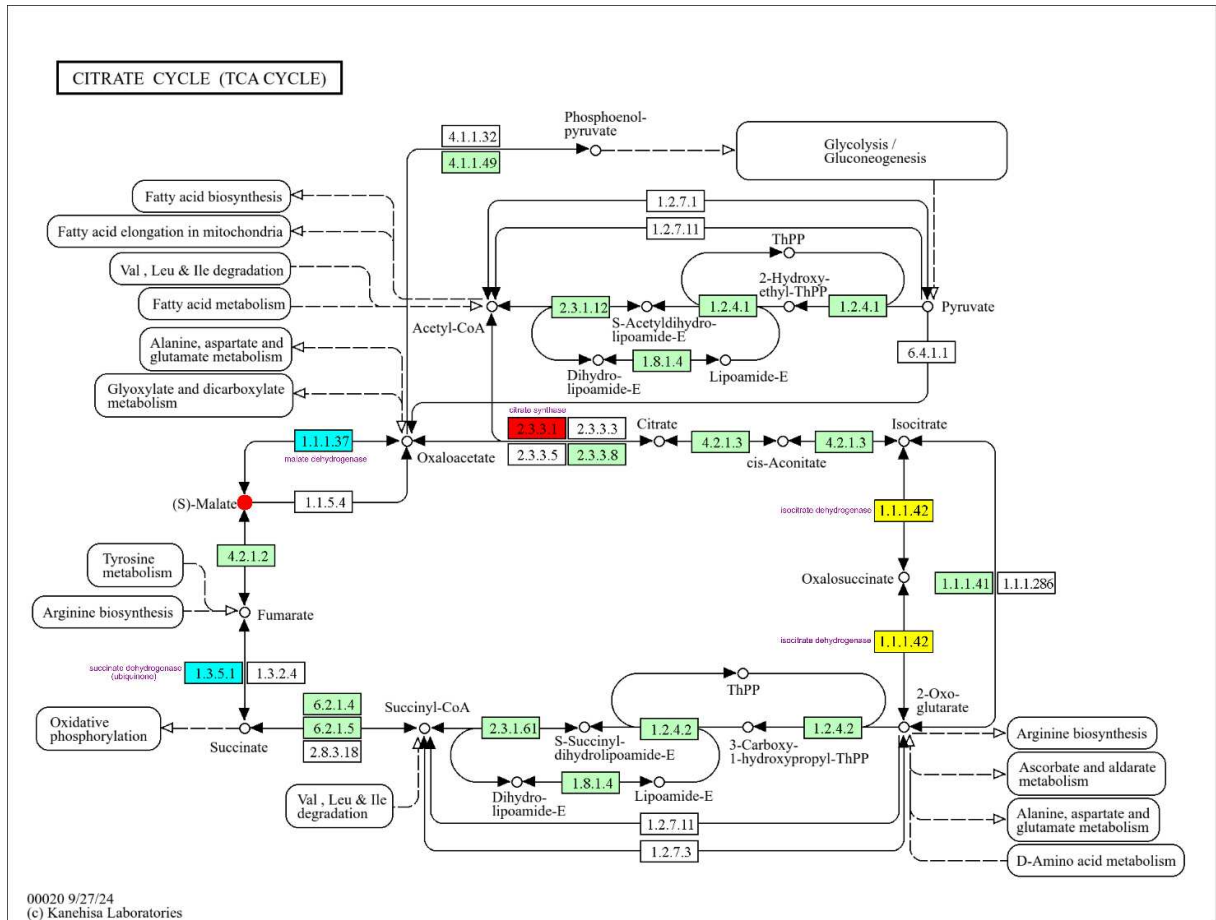 CITRATE CYCLE (TCA CYCLE)
Phosphoenol-
pyruvate
4.1.1.32
4.1.1.49
Glycolysis /
Gluconeogenesis
Fatty acid biosynthesis
Fatty acid elongation in mitochondria
Val , Leu & Ile degradation
Fatty acid metabolism
Alanine, aspartate and
glutamate metabolism
Glyoxylate and dicarboxylate
metabolism
1.2.7.1
1.2.7.11
ThPP
2-Hydroxy-
ethyl-ThPP
Acetyl-CoA
2.3.1.12
S-Acetyldihydro-
lipoamide-E
1.2.4.1
1.2.4.1
Pyruvate
Dihydro-
lipoamide-E
1.8.1.4
Lipoamide-E
6.4.1.1
1.1.1.37
malate dehydrogenase
Oxaloacetate
citrate synthase
2.3.3.1
2.3.3.3
2.3.3.5
2.3.3.8
Citrate
4.2.1.3
cis-Aconitate
4.2.1.3
Isocitrate
(S)-Malate
1.1.5.4
isocitrate dehydrogenase
1.1.1.42
4.2.1.2
Tyrosine
metabolism
Arginine biosynthesis
Fumarate
Oxalosuccinate
1.1.1.41
1.1.1.286
isocitrate dehydrogenase
1.1.1.42
succinate dehydrogenase
(ubiquinone)
1.3.5.1
1.3.2.4
ThPP
2-Oxo-
glutarate
Oxidative
phosphorylation
Succinate
6.2.1.4
6.2.1.5
2.8.3.18
Succinyl-CoA
2.3.1.61
S-Succinyl-
dihydrolipoamide-E
1.2.4.2
3-Carboxy-
1-hydroxypropyl-ThPP
1.2.4.2
Dihydro-
lipoamide-E
1.8.1.4
Lipoamide-E
Val , Leu & Ile
degradation
1.2.7.11
1.2.7.3
Arginine biosynthesis
Ascorbate and aldarate
metabolism
Alanine, aspartate and
glutamate metabolism
D-Amino acid metabolism
00020 9/27/24
(c) Kanehisa Laboratories